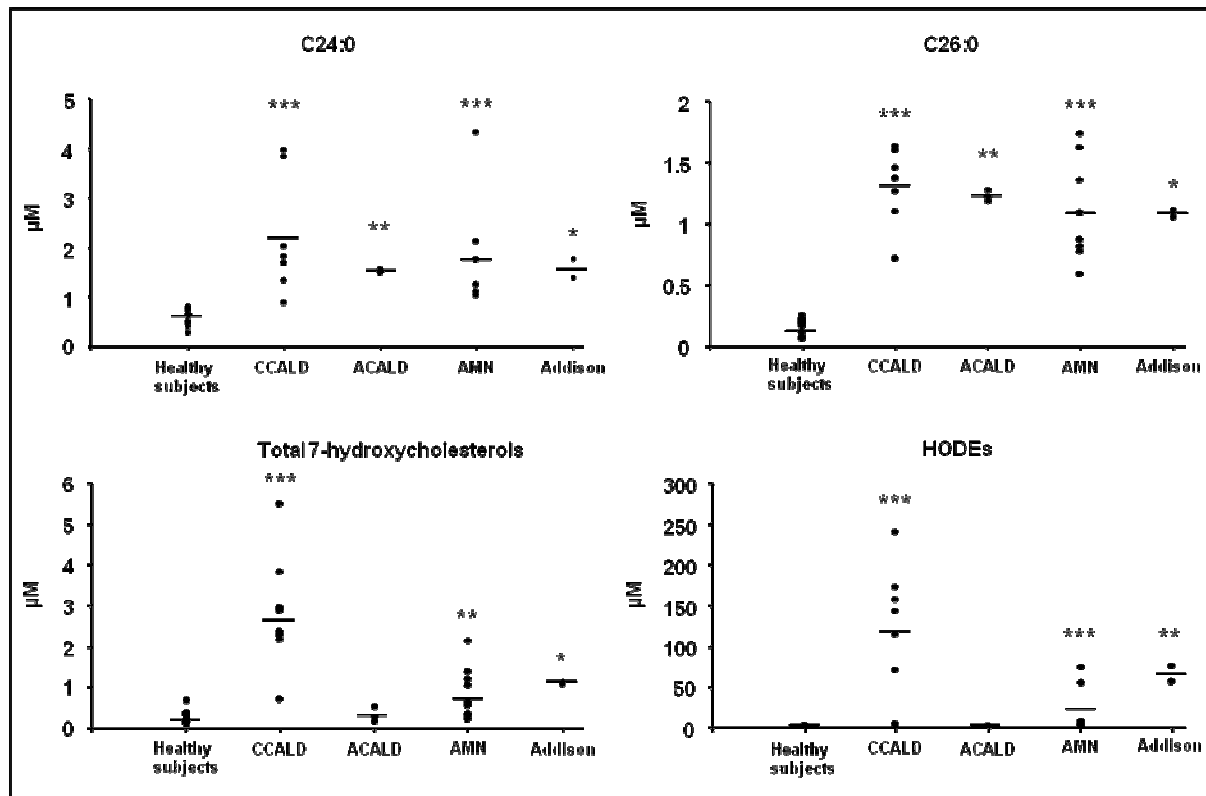 C24:0
***
***
**
*
5
4
3
2
1
0
µM
Healthy subjects
CCALD
ACALD
AMN
Addison
C26:0
***
***
**
*
2
1.5
1
0.5
0
µM
Healthy subjects
CCALD
ACALD
AMN
Addison
Total 7-hydroxycholesterols
***
**
*
6
5
4
3
2
1
0
µM
Healthy subjects
CCALD
ACALD
AMN
Addison
HODEs
***
***
**
300
250
200
150
100
50
0
µM
Healthy subjects
CCALD
ACALD
AMN
Addison